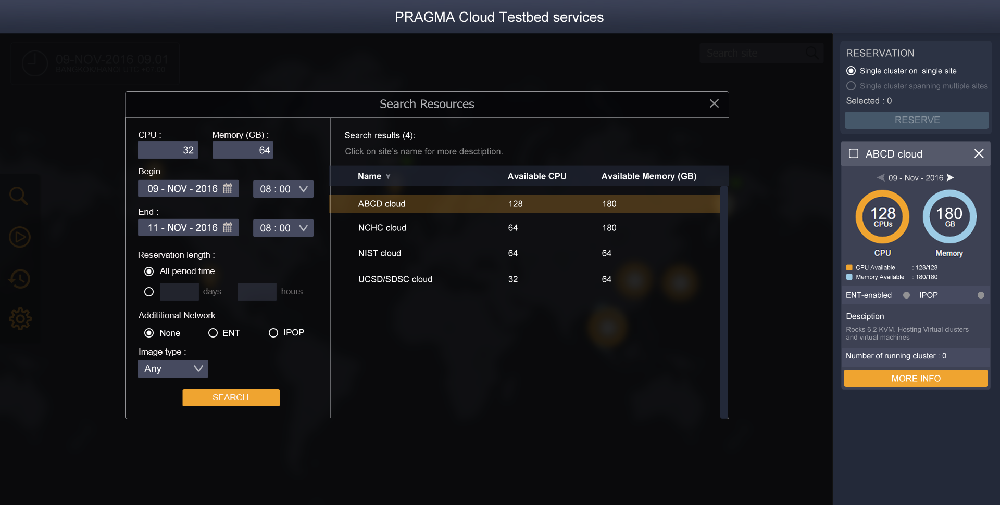 PRAGMA Cloud Testbed services
09-NOV-2016 09.01
BANGKOK/HANOI UTC +07:00
Search site
Search Resources
CPU :
Memory (GB) :
32
64
Begin :
09 - NOV - 2016
08 : 00
End :
11 - NOV - 2016
08 : 00
Reservation length :
All period time
days
hours
Addititional Network :
None
ENT
IPOP
Image type :
Any
SEARCH
Search results (4):
Click on site's name for more desctiption.
Name Available CPU Available Memory (GB)
ABCD cloud 128 180
NCHC cloud 64 180
NIST cloud 64 64
UCSD/SDSC cloud 32 64
RESERVATION
Single cluster on single site
Single cluster spanning multiple sites
Selected : 0
RESERVE
ABCD cloud
09 - Nov - 2016
128
CPUs
180
GB
CPU
Memory
CPU Available : 128/128
Memory Available : 180/180
ENT-enabled
IPOP
Desciption
Rocks 6.2 KVM. Hosting Virtual clusters
and virtual machines
Number of running cluster : 0
MORE INFO